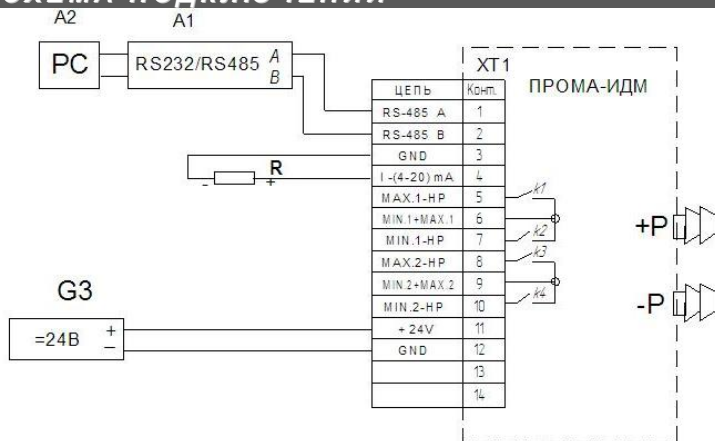 СХЕМА ПОДКЛЮЧЕНИЯ
A2
A1
PC
RS232/RS485 A
B
XT1
ПРОМА-ИДМ
ЦЕПЬ Конт.
RS-485 A 1
RS-485 B 2
GND 3
I-(4-20) mA 4
MAX.1-HP 5
MIN.1+MAX.1 6
MIN.1-HP 7
MAX.2-HP 8
MIN.2+MAX.2 9
MIN.2-HP 10
+24V 11
GND 12
13
14
R
- +
k1
k2
k3
k4
+P
-P
G3
=24В + −